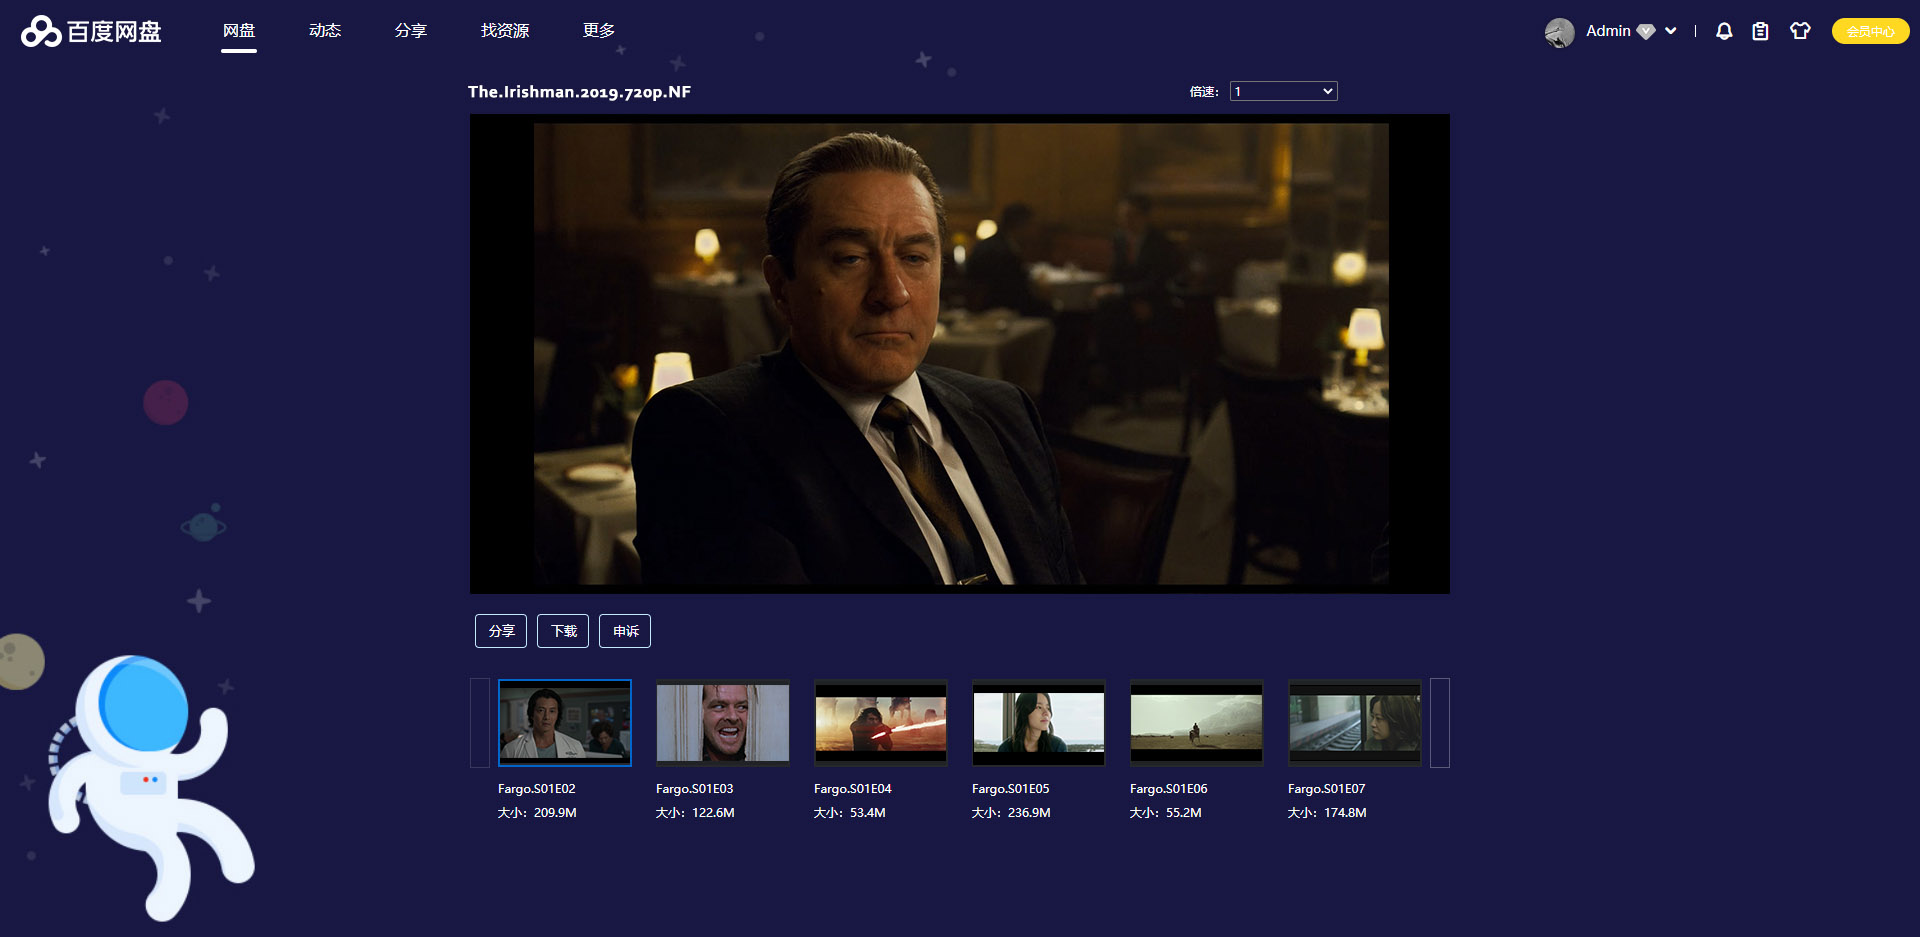 百度网盘
网盘 动态 分享 找资源 更多
Admin
会员中心
The.Irishman.2019.720p.NF
倍速： 1
分享 下载 申诉
Fargo.S01E02
大小：209.9M
Fargo.S01E03
大小：122.6M
Fargo.S01E04
大小：53.4M
Fargo.S01E05
大小：236.9M
Fargo.S01E06
大小：55.2M
Fargo.S01E07
大小：174.8M